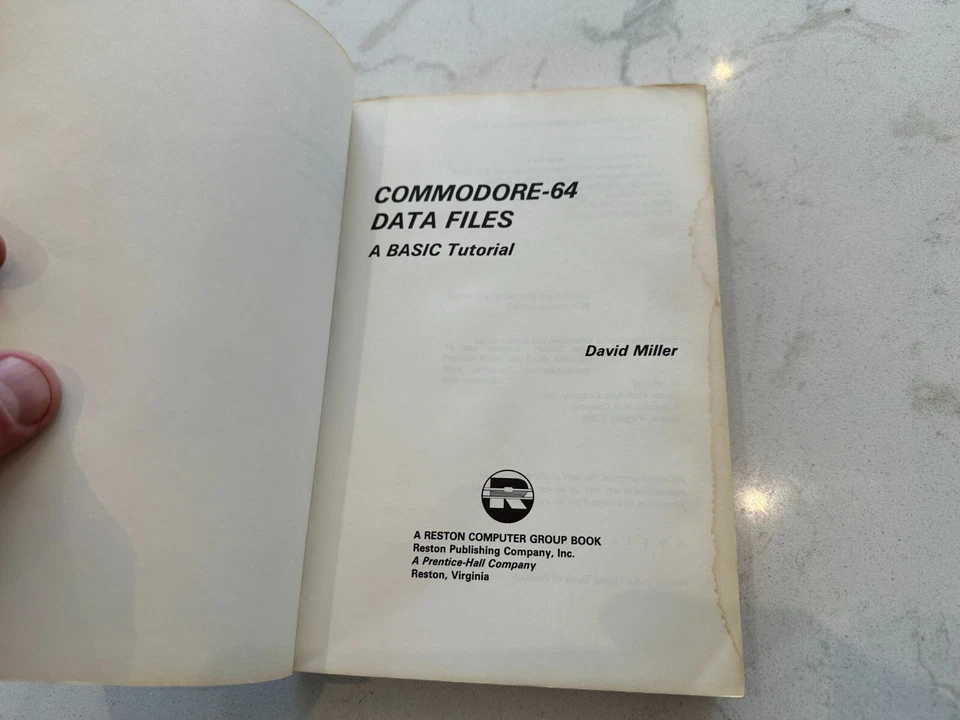 COMMODORE-64
DATA FILES
A BASIC Tutorial
David Miller
R
A RESTON COMPUTER GROUP BOOK
Reston Publishing Company, Inc.
A Prentice-Hall Company
Reston, Virginia